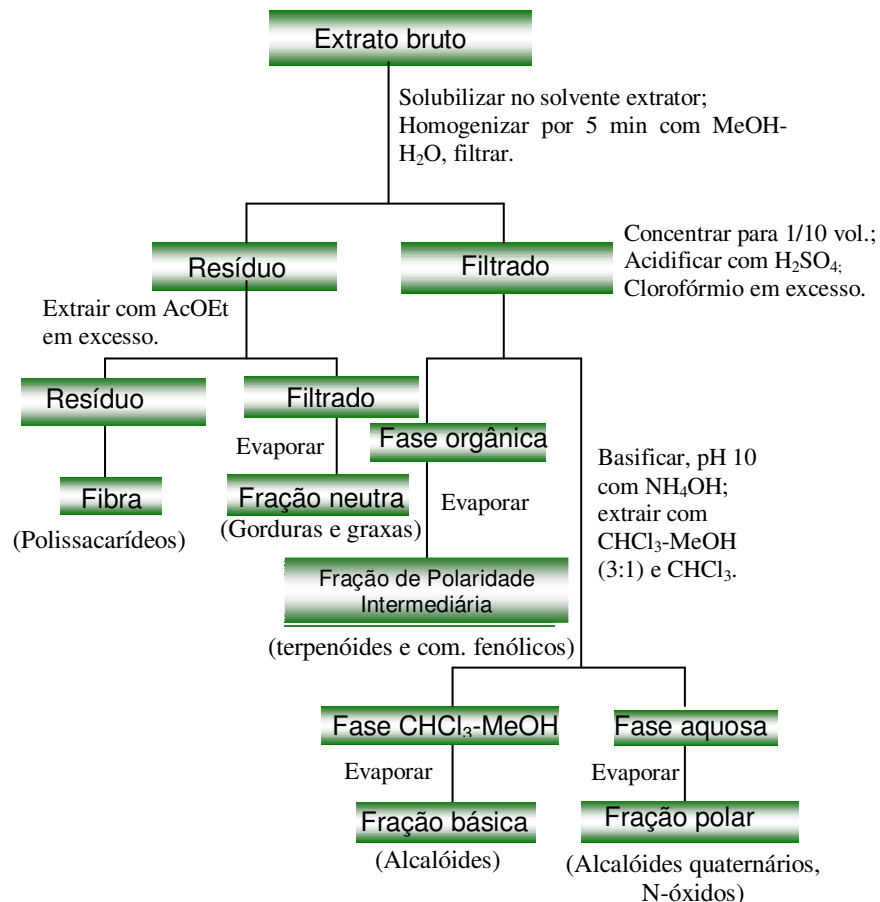 Extrato bruto
Solubilizar no solvente extrator;
Homogenizar por 5 min com MeOH-
H₂O, filtrar.
Resíduo
Filtrado
Concentrar para 1/10 vol.;
Acidificar com H₂SO₄;
Clorofórmio em excesso.
Extrair com AcOEt
em excesso.
Resíduo
Filtrado
Fase orgânica
Evaporar
Fibra
(Polissacarídeos)
Fração neutra
(Gorduras e graxas)
Evaporar
Basificar, pH 10
com NH₄OH;
extrair com
CHCl₃-MeOH
(3:1) e CHCl₃.
Fração de Polaridade
Intermediária
(terpenóides e com. fenólicos)
Fase CHCl₃-MeOH
Fase aquosa
Evaporar
Evaporar
Fração básica
(Alcalóides)
Fração polar
(Alcalóides quaternários,
N-óxidos)